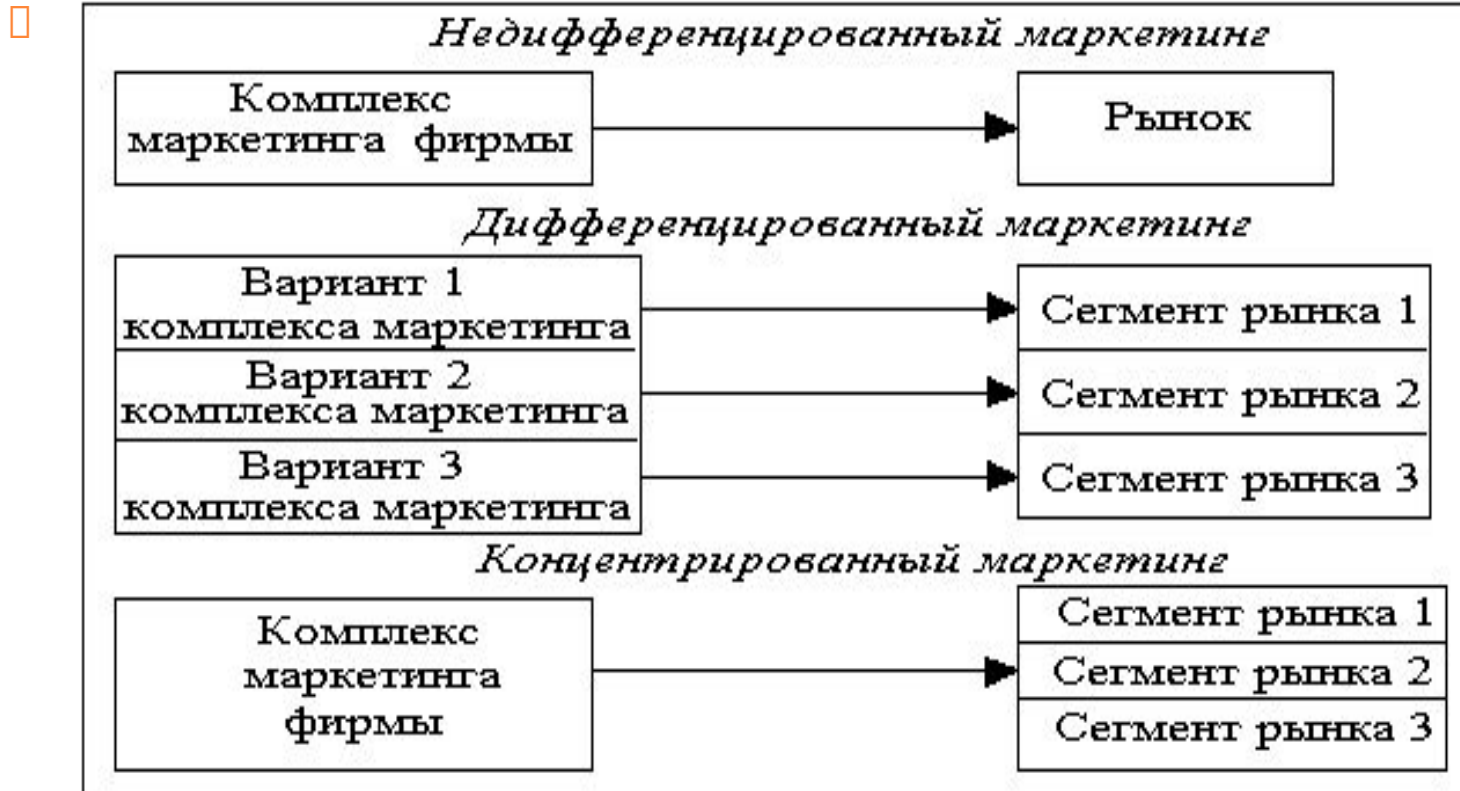 Недифференцированный маркетинг
Комплекс
маркетинга фирмы
Рынок
Дифференцированный маркетинг
Вариант 1
комплекса маркетинга
Сегмент рынка 1
Вариант 2
комплекса маркетинга
Сегмент рынка 2
Вариант 3
комплекса маркетинга
Сегмент рынка 3
Концентрированный маркетинг
Комплекс
маркетинга
фирмы
Сегмент рынка 1
Сегмент рынка 2
Сегмент рынка 3